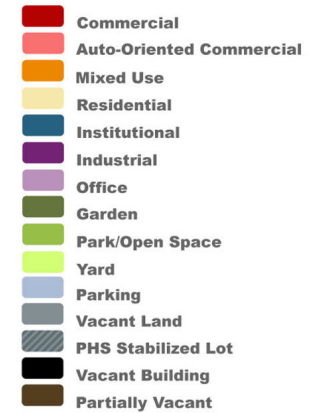 Commercial
Auto-Oriented Commercial
Mixed Use
Residential
Institutional
Industrial
Office
Garden
Park/Open Space
Yard
Parking
Vacant Land
PHS Stabilized Lot
Vacant Building
Partially Vacant